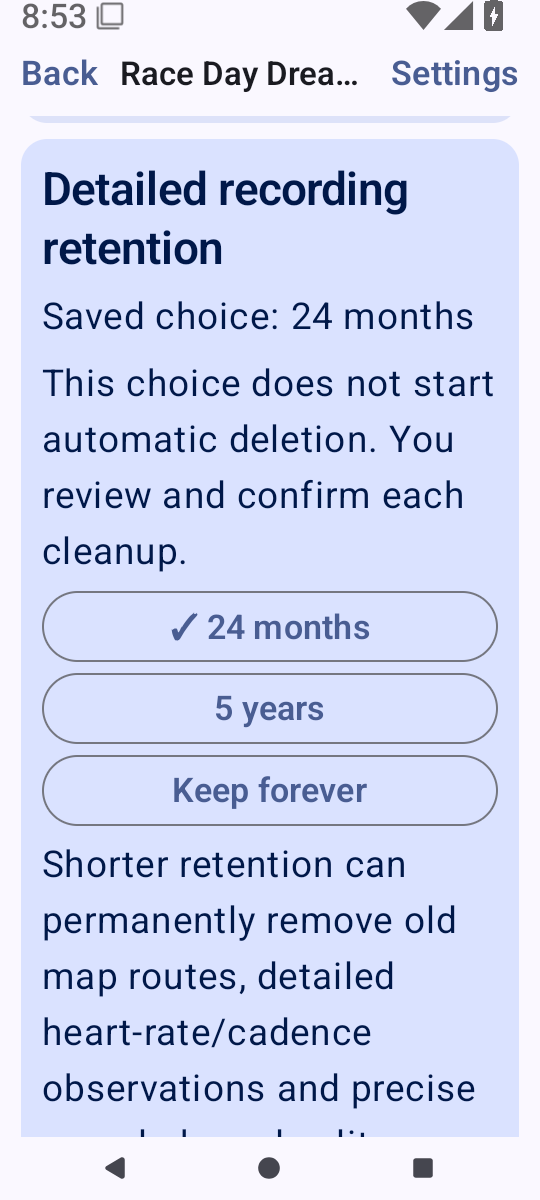 8:53
Back Race Day Drea... Settings
Detailed recording
retention
Saved choice: 24 months
This choice does not start
automatic deletion. You
review and confirm each
cleanup.
✓ 24 months
5 years
Keep forever
Shorter retention can
permanently remove old
map routes, detailed
heart-rate/cadence
observations and precise